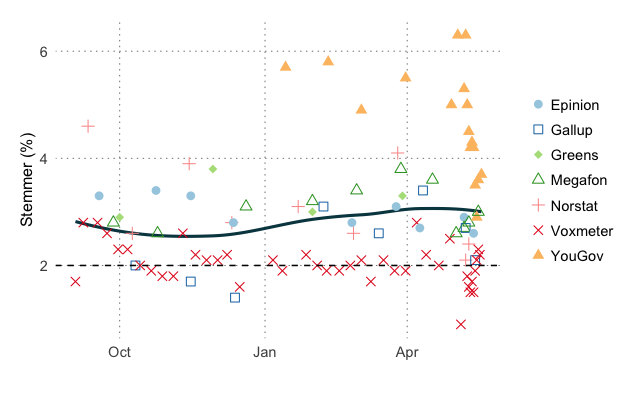 Stemmer (%)
6
4
2
Oct
Jan
Apr
Epinion
Gallup
Greens
Megafon
Norstat
Voxmeter
YouGov